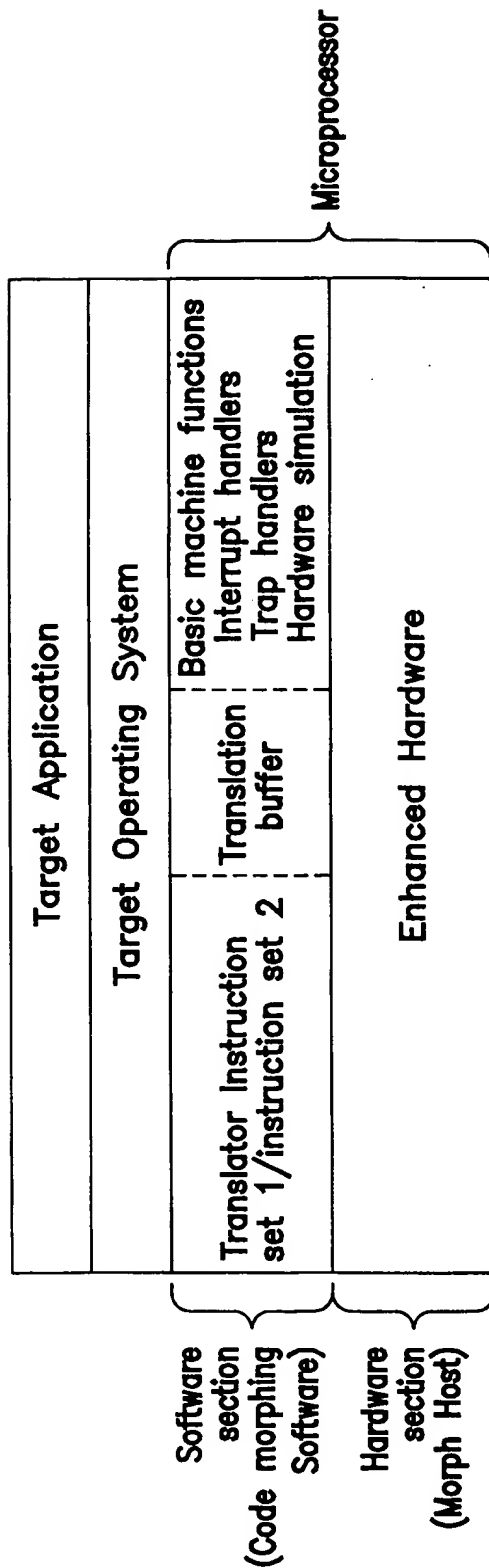 Target Application
Target Operating System
Software
section
(Code morphing
Software)
Translator Instruction
set 1/instruction set 2
Translation
buffer
Basic machine functions
Interrupt handlers
Trap handlers
Hardware simulation
Microprocessor
Hardware
section
(Morph Host)
Enhanced Hardware